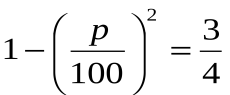 1 − (p/100)² = 3/4